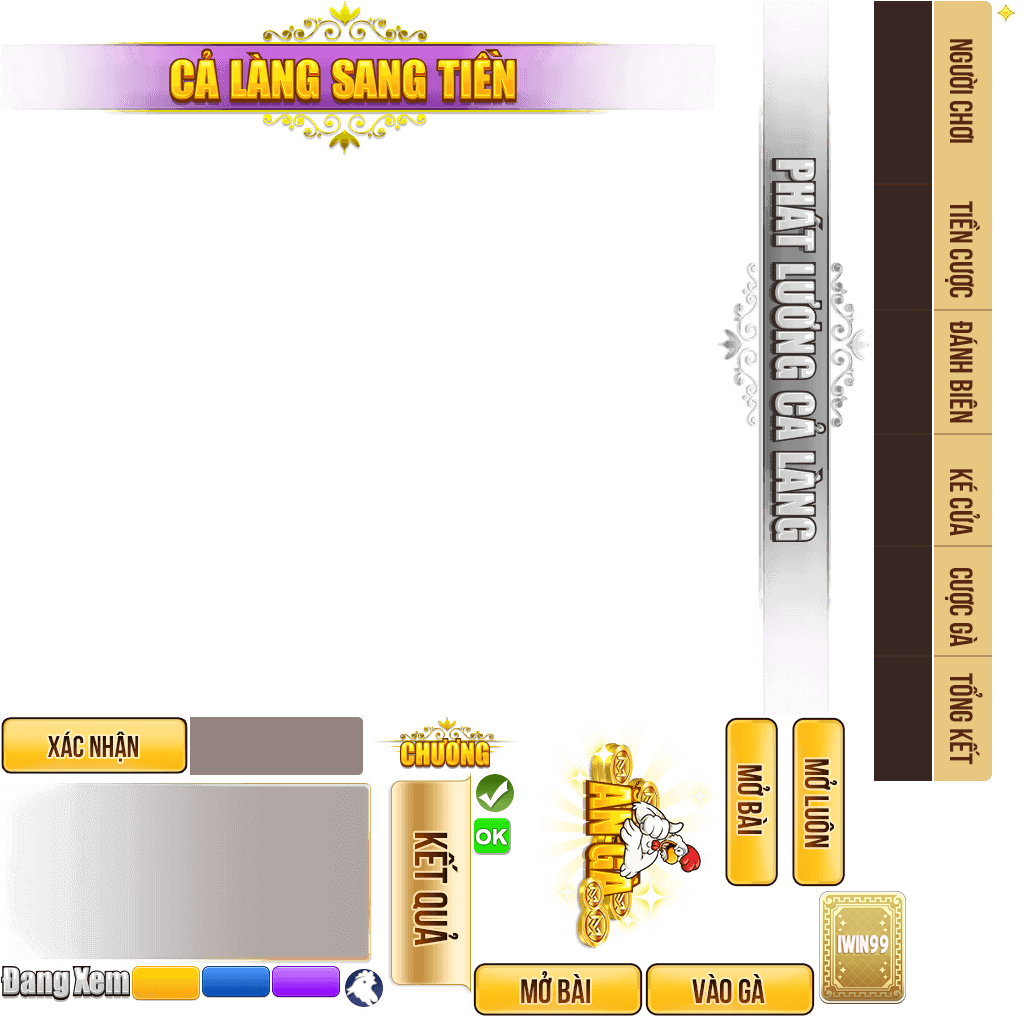 CẢ LÀNG SANG TIỀN
PHÁT LƯƠNG CẢ LÀNG
NGƯỜI CHƠI
TIỀN CƯỢC
ĐÁNH BIÊN
KÉ CỬA
CƯỢC GÀ
TỔNG KẾT
XÁC NHẬN
CHƯƠNG
KẾT QUẢ
OK
ĂN GÀ
MỞ BÀI
MỞ LUÔN
IWIN99
Đang Xem
MỞ BÀI
VÀO GÀ